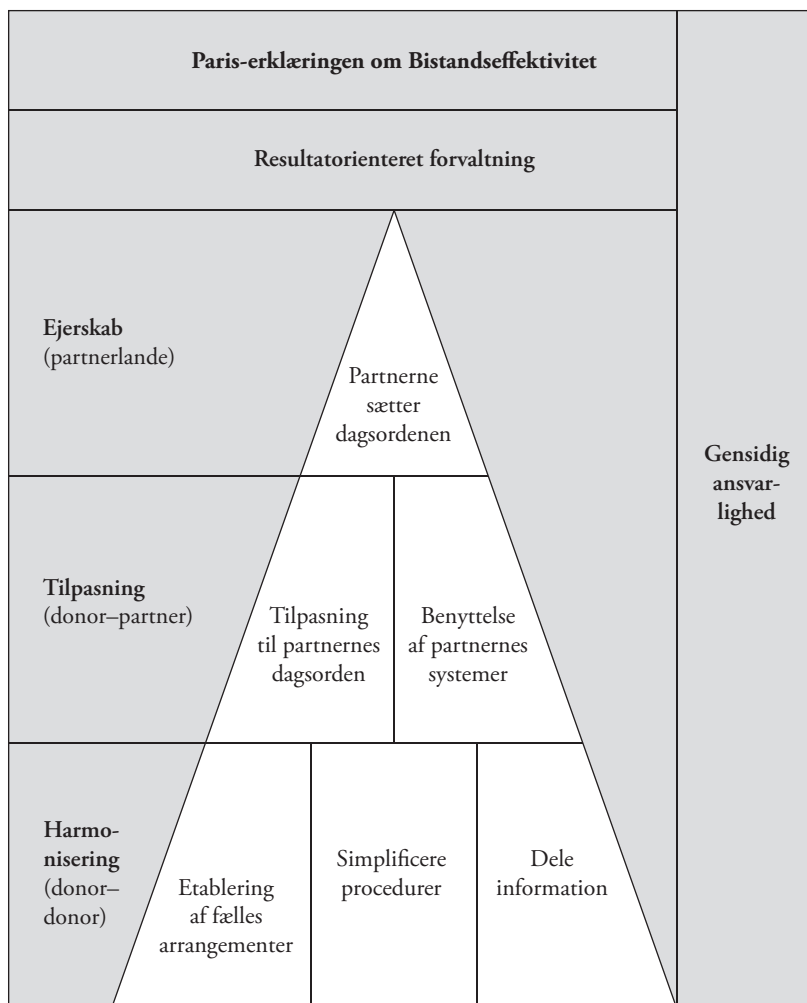 Paris-erklæringen om Bistandseffektivitet
Resultatorienteret forvaltning
Ejerskab
(partnerlande)
Partnerne
sætter
dagsordenen
Gensidig
ansvar-
lighed
Tilpasning
(donor–partner)
Tilpasning
til partnernes
dagsorden
Benyttelse
af partnernes
systemer
Harmo-
nisering
(donor–
donor)
Etablering
af fælles
arrangementer
Simplificere
procedurer
Dele
information